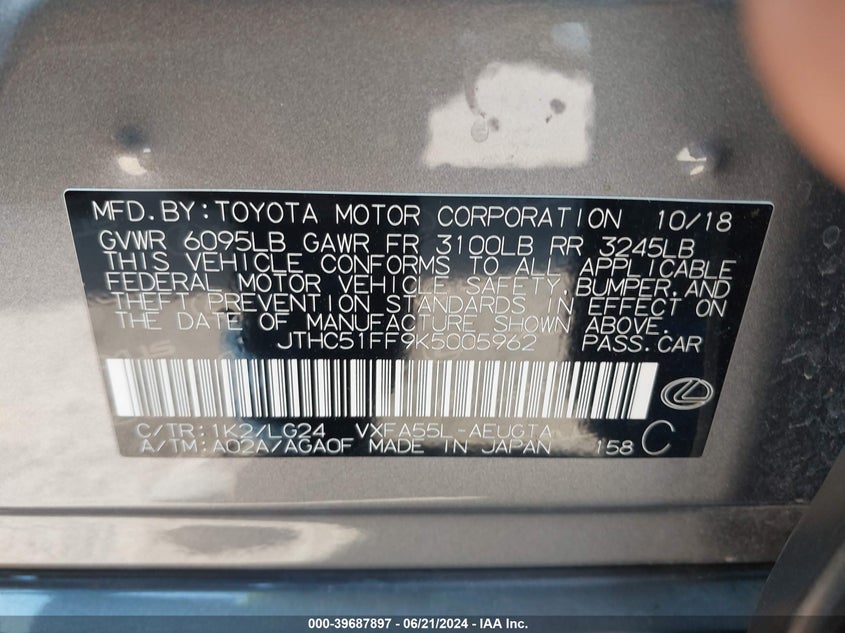 MFD.BY:TOYOTA MOTOR CORPORATION 10/18
GVWR 6095LB GAWR FR 3100LB RR 3245LB
THIS VEHICLE CONFORMS TO ALL APPLICABLE
FEDERAL MOTOR VEHICLE SAFETY,BUMPER,AND
THEFT PREVENTION STANDARDS IN EFFECT ON
THE DATE OF MANUFACTURE SHOWN ABOVE.
JTHC51FF9K5005962 PASS.CAR
C/TR:1K2/LG24 VXFA55L-AEUGTA
A/TM:A02A/AGA0F MADE IN JAPAN 158 C
000-39687897 - 06/21/2024 - IAA Inc.